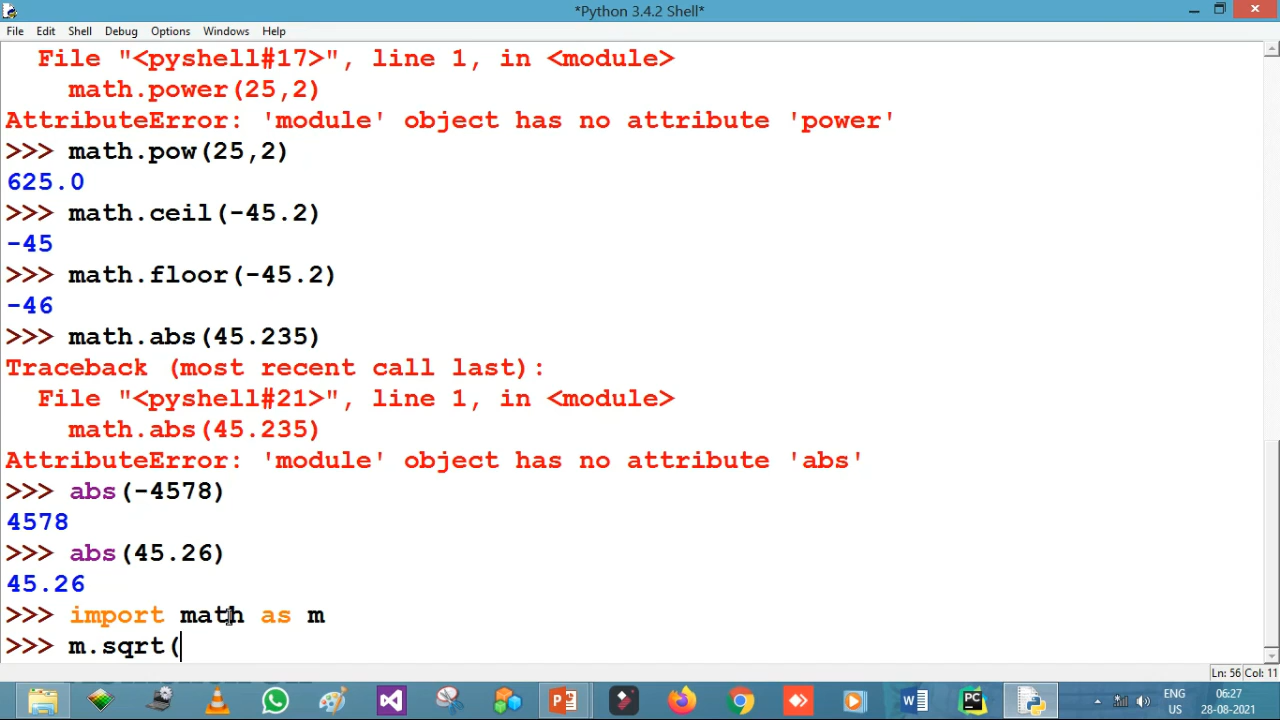 *Python 3.4.2 Shell*
File Edit Shell Debug Options Windows Help
File "<pyshell#17>", line 1, in <module>
math.power(25,2)
AttributeError: 'module' object has no attribute 'power'
>>> math.pow(25,2)
625.0
>>> math.ceil(-45.2)
-45
>>> math.floor(-45.2)
-46
>>> math.abs(45.235)
Traceback (most recent call last):
File "<pyshell#21>", line 1, in <module>
math.abs(45.235)
AttributeError: 'module' object has no attribute 'abs'
>>> abs(-4578)
4578
>>> abs(45.26)
45.26
>>> import math as m
>>> m.sqrt(
Ln: 56 Col: 11
ENG 06:27
US 28-08-2021